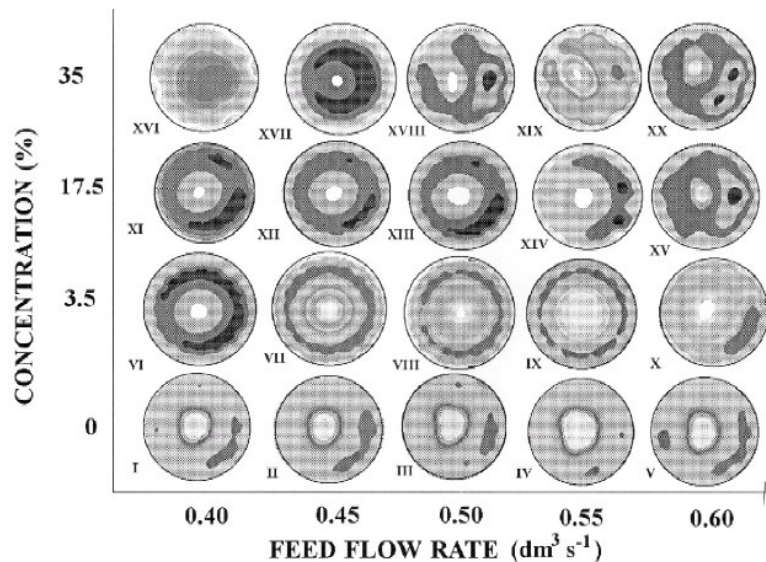 35
XVI
XVII
XVIII
XIX
XX
17.5
XI
XII
XIII
XIV
XV
3.5
VI
VII
VIII
IX
X
0
I
II
III
IV
V
CONCENTRATION (%)
0.40 0.45 0.50 0.55 0.60
FEED FLOW RATE (dm³ s⁻¹)